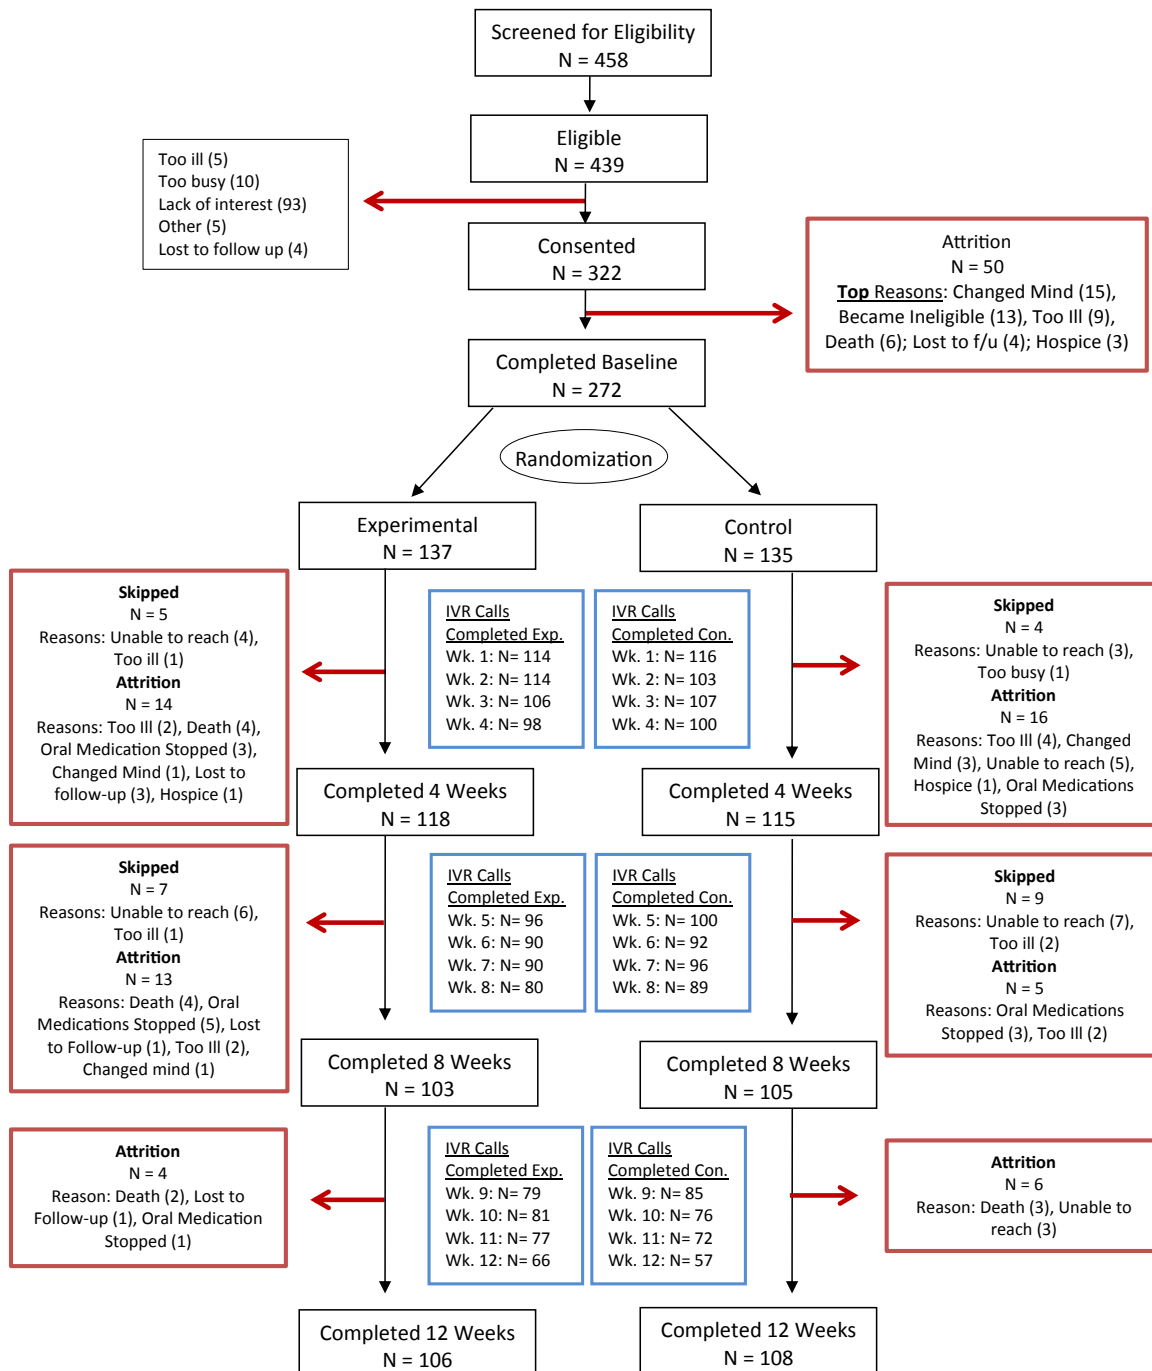 Screened for Eligibility
N = 458
Eligible
N = 439
Too ill (5)
Too busy (10)
Lack of interest (93)
Other (5)
Lost to follow up (4)
Consented
N = 322
Attrition
N = 50
Top Reasons: Changed Mind (15),
Became Ineligible (13), Too Ill (9),
Death (6); Lost to f/u (4); Hospice (3)
Completed Baseline
N = 272
Randomization
Experimental
N = 137
Control
N = 135
Skipped
N = 5
Reasons: Unable to reach (4),
Too ill (1)
Attrition
N = 14
Reasons: Too Ill (2), Death (4),
Oral Medication Stopped (3),
Changed Mind (1), Lost to
follow-up (3), Hospice (1)
IVR Calls
Completed Exp.
Wk. 1: N= 114
Wk. 2: N= 114
Wk. 3: N= 106
Wk. 4: N= 98
IVR Calls
Completed Con.
Wk. 1: N= 116
Wk. 2: N= 103
Wk. 3: N= 107
Wk. 4: N= 100
Skipped
N = 4
Reasons: Unable to reach (3),
Too busy (1)
Attrition
N = 16
Reasons: Too Ill (4), Changed
Mind (3), Unable to reach (5),
Hospice (1), Oral Medications
Stopped (3)
Completed 4 Weeks
N = 118
Completed 4 Weeks
N = 115
Skipped
N = 7
Reasons: Unable to reach (6),
Too ill (1)
Attrition
N = 13
Reasons: Death (4), Oral
Medications Stopped (5), Lost
to Follow-up (1), Too Ill (2),
Changed mind (1)
IVR Calls
Completed Exp.
Wk. 5: N= 96
Wk. 6: N= 90
Wk. 7: N= 90
Wk. 8: N= 80
IVR Calls
Completed Con.
Wk. 5: N= 100
Wk. 6: N= 92
Wk. 7: N= 96
Wk. 8: N= 89
Skipped
N = 9
Reasons: Unable to reach (7),
Too ill (2)
Attrition
N = 5
Reasons: Oral Medications
Stopped (3), Too Ill (2)
Completed 8 Weeks
N = 103
Completed 8 Weeks
N = 105
Attrition
N = 4
Reason: Death (2), Lost to
Follow-up (1), Oral Medication
Stopped (1)
IVR Calls
Completed Exp.
Wk. 9: N= 79
Wk. 10: N= 81
Wk. 11: N= 77
Wk. 12: N= 66
IVR Calls
Completed Con.
Wk. 9: N= 85
Wk. 10: N= 76
Wk. 11: N= 72
Wk. 12: N= 57
Attrition
N = 6
Reason: Death (3), Unable to
reach (3)
Completed 12 Weeks
N = 106
Completed 12 Weeks
N = 108